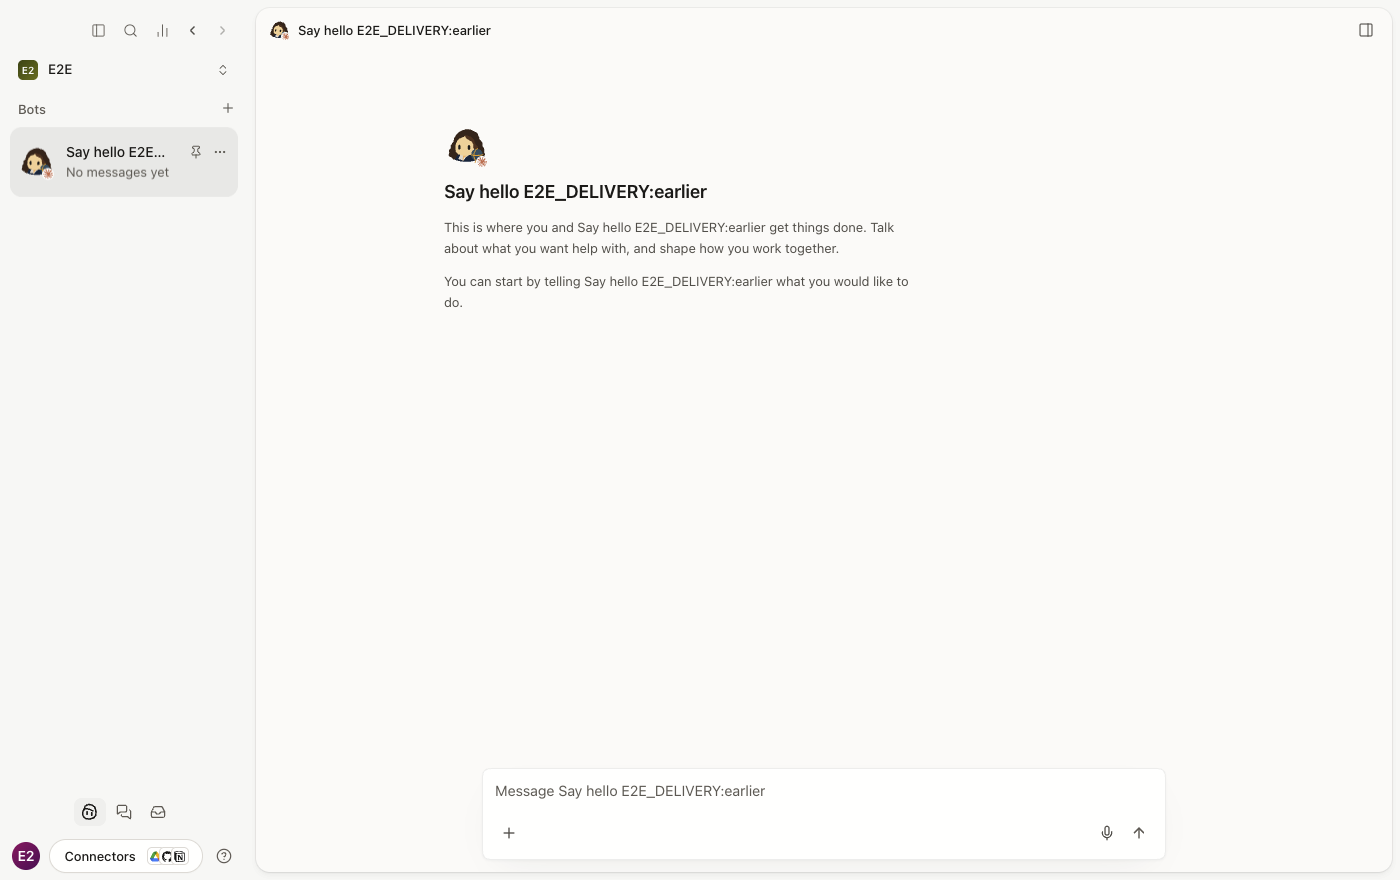 E2 E2E
Bots
Say hello E2E...
No messages yet
E2 Connectors
Say hello E2E_DELIVERY:earlier
Say hello E2E_DELIVERY:earlier
This is where you and Say hello E2E_DELIVERY:earlier get things done. Talk
about what you want help with, and shape how you work together.
You can start by telling Say hello E2E_DELIVERY:earlier what you would like to
do.
Message Say hello E2E_DELIVERY:earlier